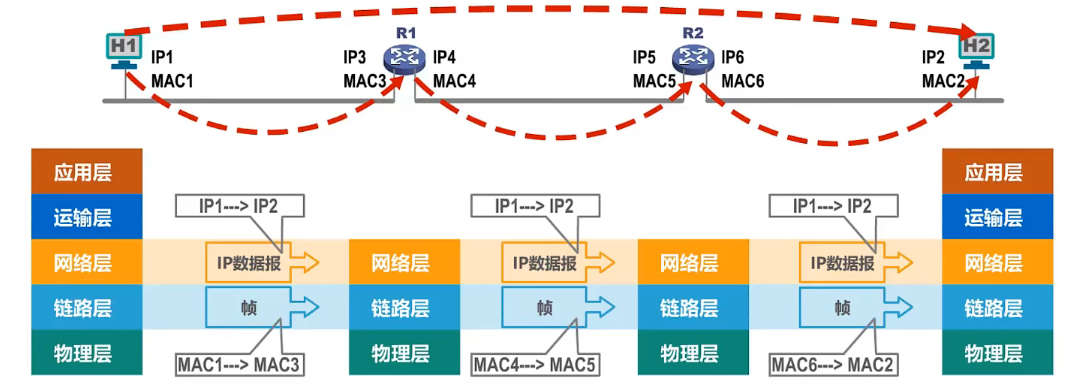 H1
R1
R2
H2
IP1
IP3
IP4
IP5
IP6
IP2
MAC1
MAC3
MAC4
MAC5
MAC6
MAC2
应用层
应用层
运输层
IP1---> IP2
IP1---> IP2
IP1---> IP2
运输层
网络层
IP数据报
网络层
IP数据报
网络层
IP数据报
网络层
链路层
帧
链路层
帧
链路层
帧
链路层
物理层
MAC1---> MAC3
物理层
MAC4---> MAC5
物理层
MAC6---> MAC2
物理层